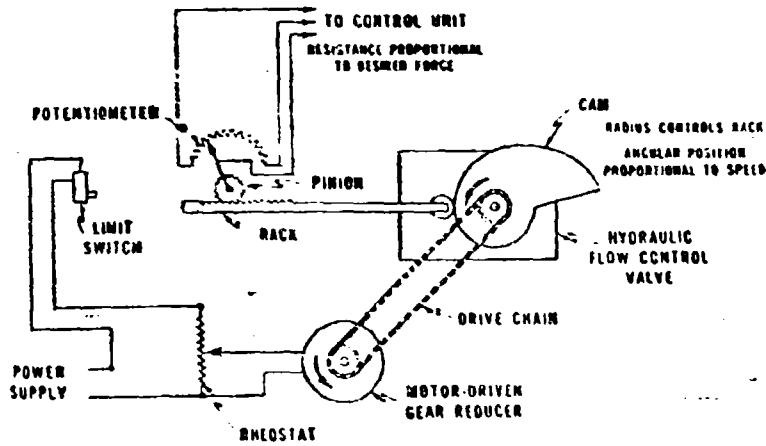 TO CONTROL UNIT
RESISTANCE PROPORTIONAL
TO DESIRED FORCE
POTENTIOMETER
CAM
RADIUS CONTROLS RACK
ANGULAR POSITION
PROPORTIONAL TO SPEED
PINION
LIMIT
SWITCH
RACK
HYDRAULIC
FLOW CONTROL
VALVE
DRIVE CHAIN
POWER
SUPPLY
MOTOR-DRIVEN
GEAR REDUCER
RHEOSTAT